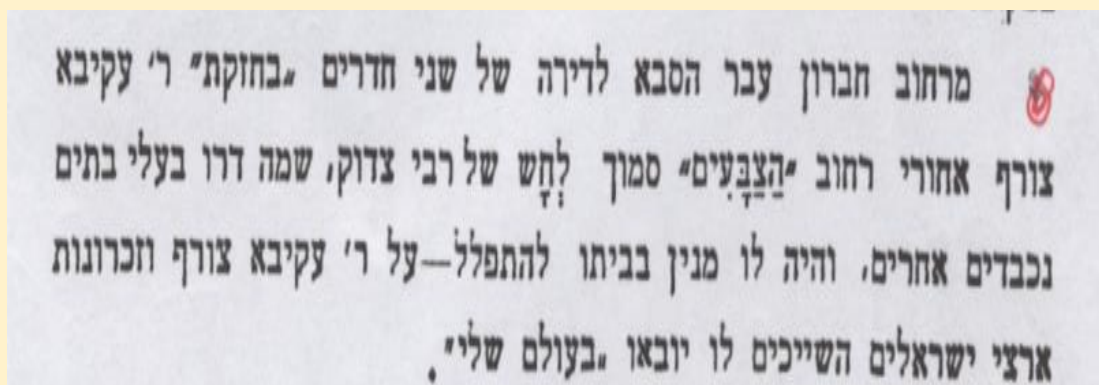 מרחוב חברון עבר הסבא לדירה של שני חדרים „בחזקת" ר' עקיבא
צורף אחורי רחוב "הַצַבָּעִים" סמוך לְחָש של רבי צדוק, שמה דרו בעלי בתים
נכבדים אחרים, והיה לו מנין בביתו להתפלל—על ר' עקיבא צורף וזכרונות
ארצי ישראלים השייכים לו יובאו „בעולם שלי".